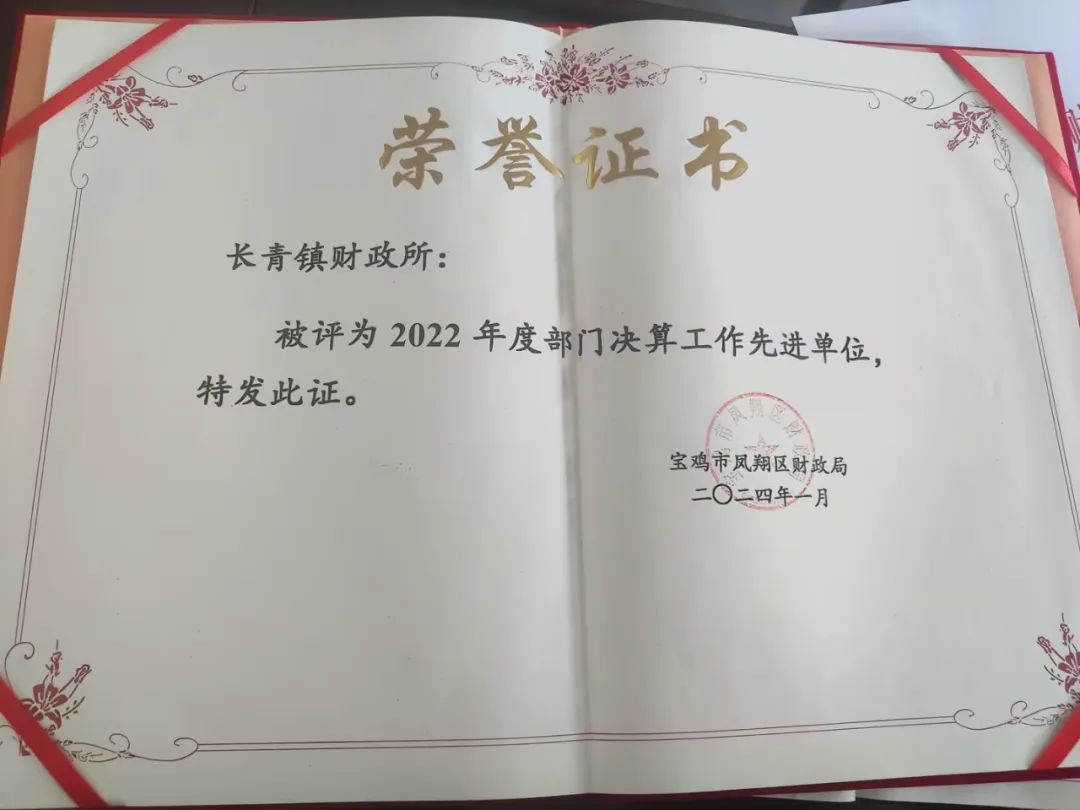 荣誉证书
长青镇财政所：
被评为 2022 年度部门决算工作先进单位，
特发此证。
宝鸡市凤翔区财政局
二〇二四年一月